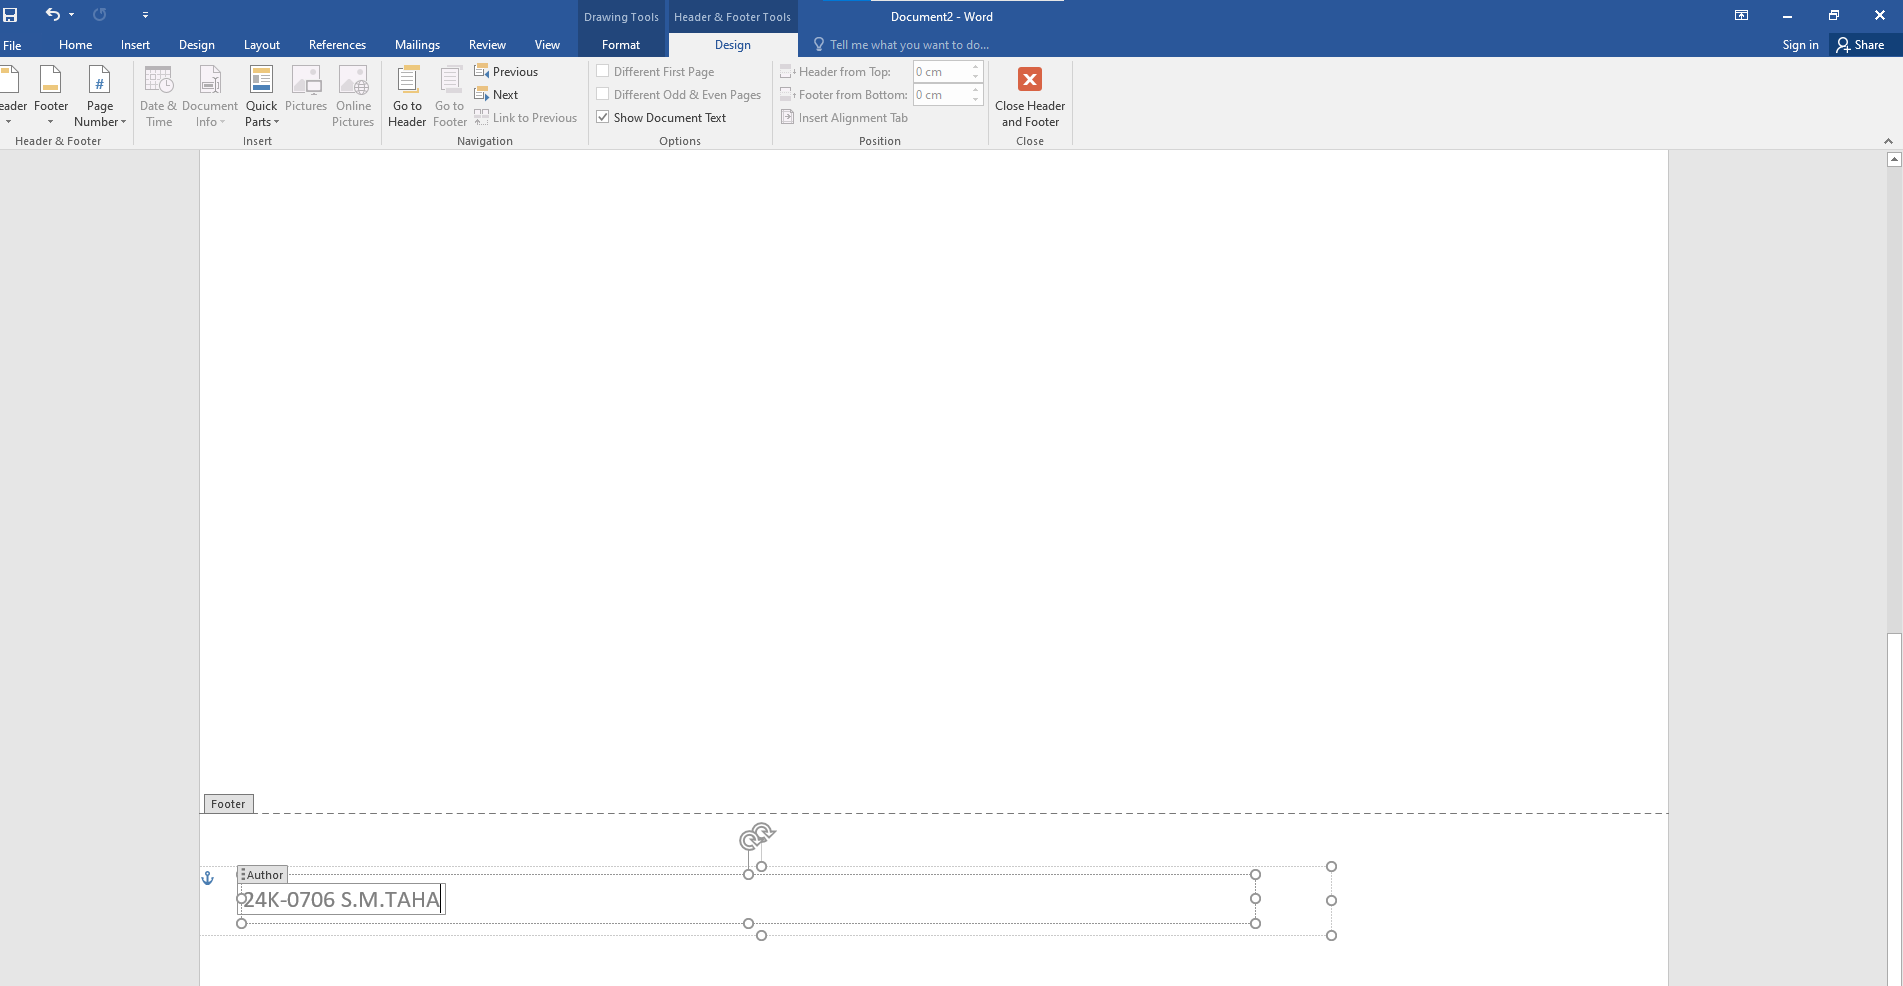 Drawing Tools
Header & Footer Tools
Document2 - Word
File
Home
Insert
Design
Layout
References
Mailings
Review
View
Format
Design
Tell me what you want to do...
Sign in
Share
eader
Footer
Page
Number
Header & Footer
Date &
Time
Document
Info
Quick
Parts
Pictures
Online
Pictures
Insert
Go to
Header
Go to
Footer
Previous
Next
Link to Previous
Navigation
Different First Page
Different Odd & Even Pages
Show Document Text
Options
Header from Top:
0 cm
Footer from Bottom:
0 cm
Insert Alignment Tab
Position
Close Header
and Footer
Close
Footer
Author
24K-0706 S.M.TAHA